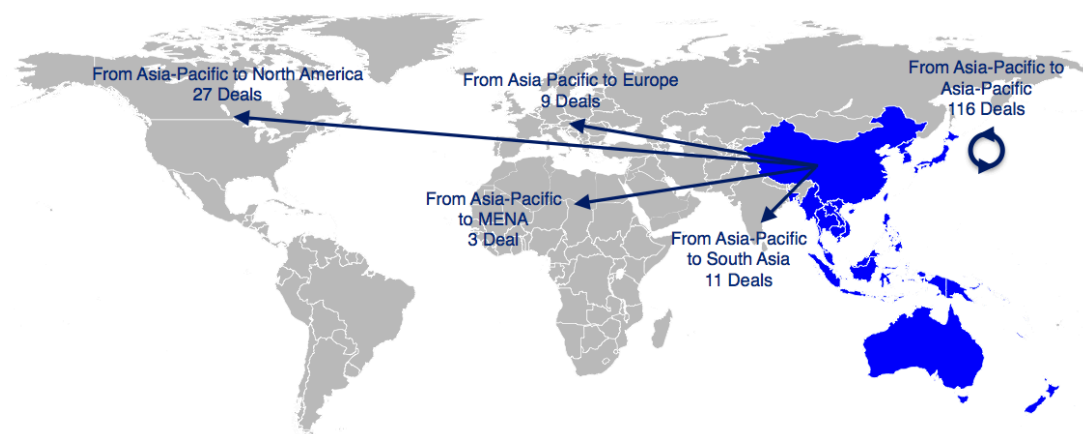 From Asia-Pacific to North America
27 Deals
From Asia Pacific to Europe
9 Deals
From Asia-Pacific to
Asia-Pacific
116 Deals
From Asia-Pacific
to MENA
3 Deal
From Asia-Pacific
to South Asia
11 Deals